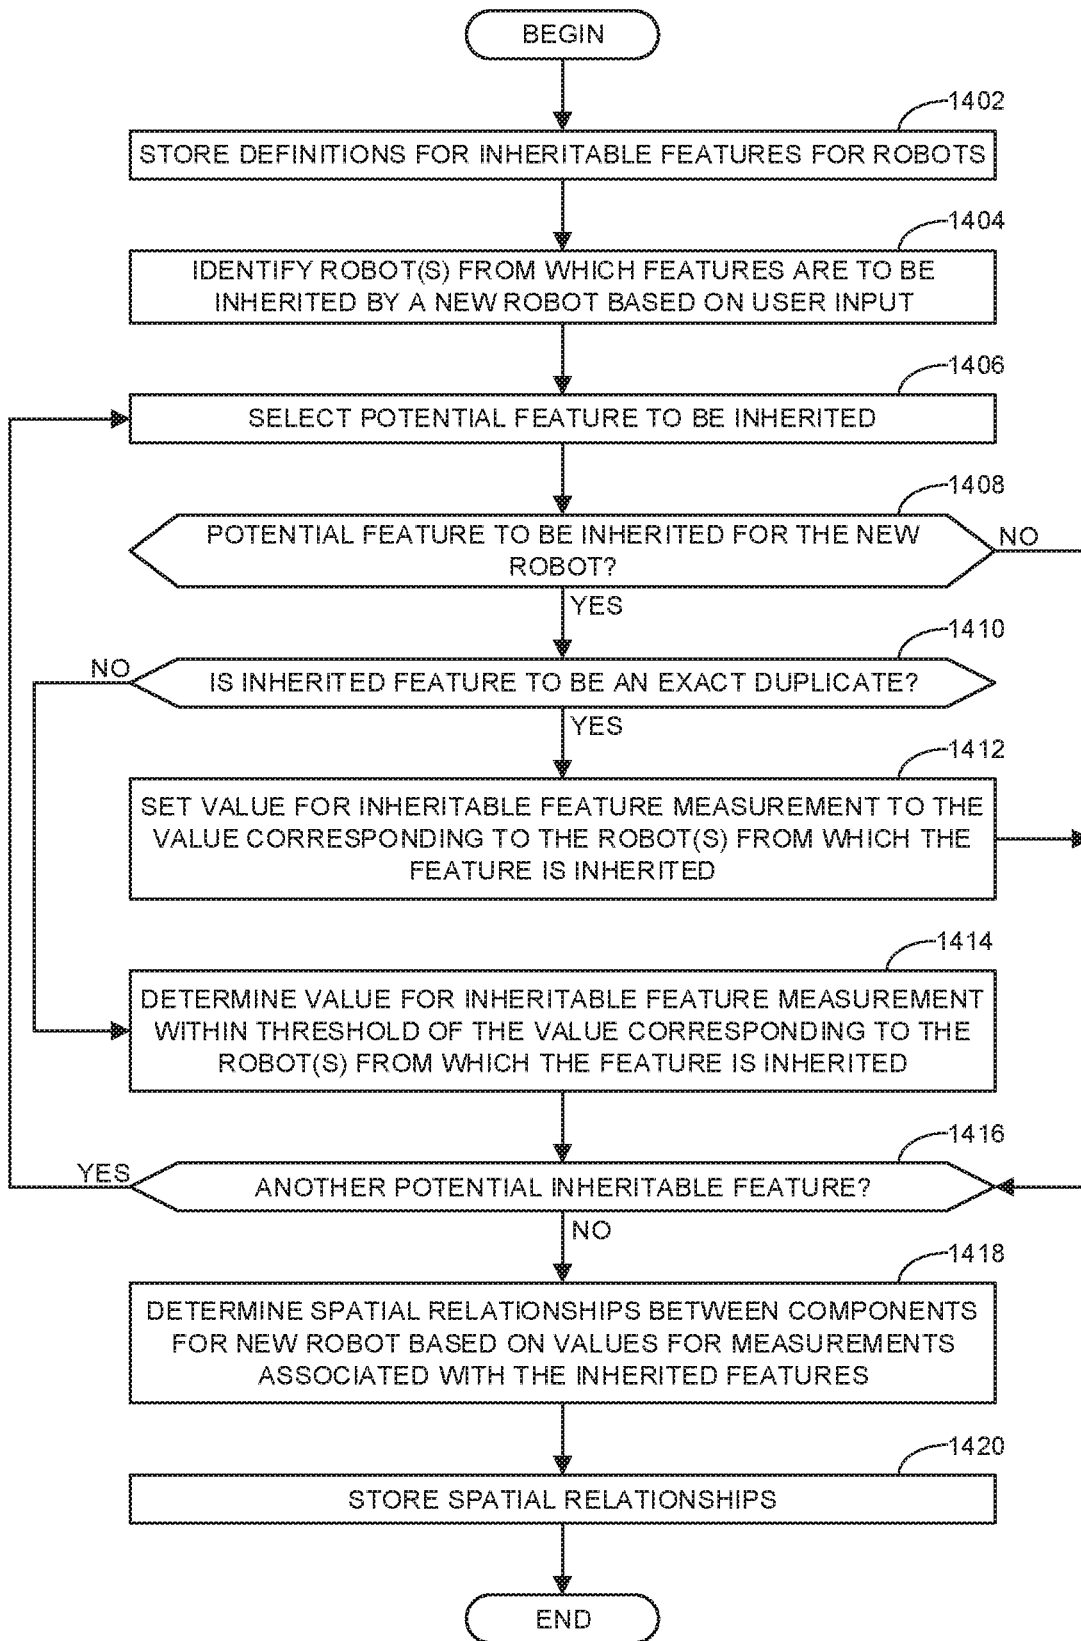 BEGIN
1402
STORE DEFINITIONS FOR INHERITABLE FEATURES FOR ROBOTS
1404
IDENTIFY ROBOT(S) FROM WHICH FEATURES ARE TO BE
INHERITED BY A NEW ROBOT BASED ON USER INPUT
1406
SELECT POTENTIAL FEATURE TO BE INHERITED
1408
POTENTIAL FEATURE TO BE INHERITED FOR THE NEW
ROBOT?
NO
YES
1410
NO
IS INHERITED FEATURE TO BE AN EXACT DUPLICATE?
YES
1412
SET VALUE FOR INHERITABLE FEATURE MEASUREMENT TO THE
VALUE CORRESPONDING TO THE ROBOT(S) FROM WHICH THE
FEATURE IS INHERITED
1414
DETERMINE VALUE FOR INHERITABLE FEATURE MEASUREMENT
WITHIN THRESHOLD OF THE VALUE CORRESPONDING TO THE
ROBOT(S) FROM WHICH THE FEATURE IS INHERITED
1416
YES
ANOTHER POTENTIAL INHERITABLE FEATURE?
NO
1418
DETERMINE SPATIAL RELATIONSHIPS BETWEEN COMPONENTS
FOR NEW ROBOT BASED ON VALUES FOR MEASUREMENTS
ASSOCIATED WITH THE INHERITED FEATURES
1420
STORE SPATIAL RELATIONSHIPS
END